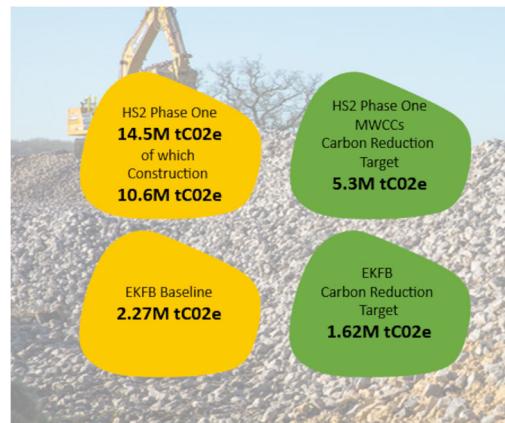 HS2 Phase One
14.5M tC02e
of which
Construction
10.6M tC02e
HS2 Phase One
MWCCs
Carbon Reduction
Target
5.3M tC02e
EKFB Baseline
2.27M tC02e
EKFB
Carbon Reduction
Target
1.62M tC02e